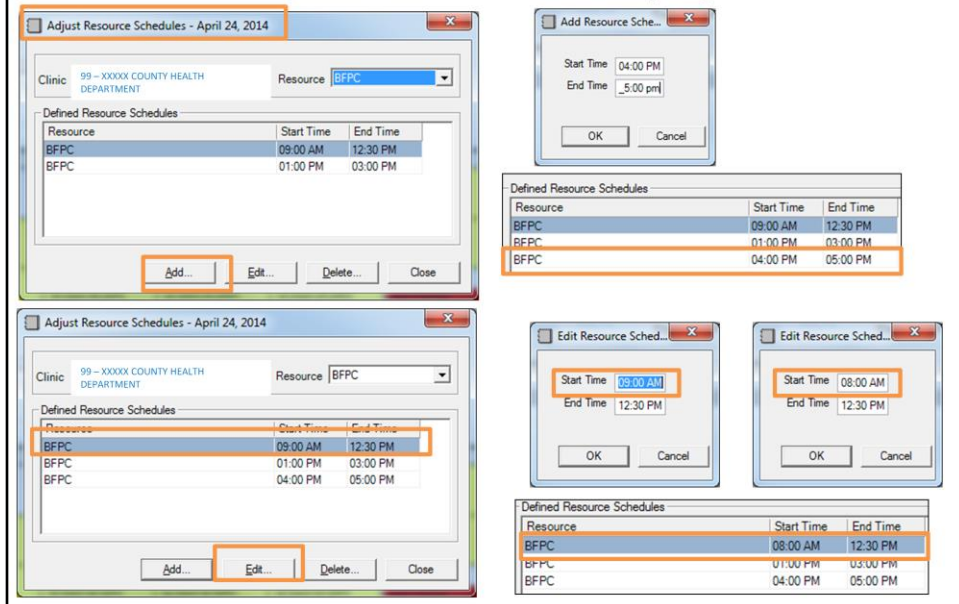 Adjust Resource Schedules - April 24, 2014
Clinic 99 – XXXXX COUNTY HEALTH DEPARTMENT Resource BFPC
Defined Resource Schedules
Resource Start Time End Time
BFPC 09:00 AM 12:30 PM
BFPC 01:00 PM 03:00 PM
Add... Edit... Delete... Close
Add Resource Sche...
Start Time 04:00 PM
End Time _5:00 pm
OK Cancel
Defined Resource Schedules
Resource Start Time End Time
BFPC 09:00 AM 12:30 PM
BFPC 01:00 PM 03:00 PM
BFPC 04:00 PM 05:00 PM
Adjust Resource Schedules - April 24, 2014
Clinic 99 – XXXXX COUNTY HEALTH DEPARTMENT Resource BFPC
Defined Resource Schedules
Resource Start Time End Time
BFPC 09:00 AM 12:30 PM
BFPC 01:00 PM 03:00 PM
BFPC 04:00 PM 05:00 PM
Add... Edit... Delete... Close
Edit Resource Sched...
Start Time 09:00 AM
End Time 12:30 PM
OK Cancel
Edit Resource Sched...
Start Time 08:00 AM
End Time 12:30 PM
OK Cancel
Defined Resource Schedules
Resource Start Time End Time
BFPC 08:00 AM 12:30 PM
BFPC 01:00 PM 03:00 PM
BFPC 04:00 PM 05:00 PM